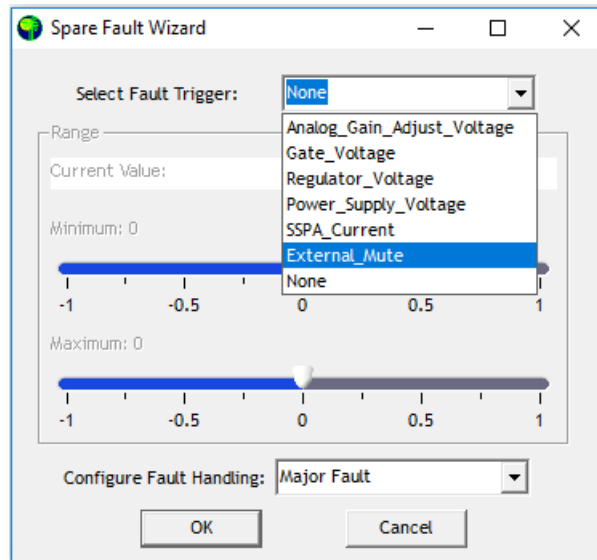 Spare Fault Wizard
Select Fault Trigger: None
Analog_Gain_Adjust_Voltage
Gate_Voltage
Regulator_Voltage
Power_Supply_Voltage
SSPA_Current
External_Mute
None
Range
Current Value:
Minimum: 0
-1 -0.5 0 0.5 1
Maximum: 0
-1 -0.5 0 0.5 1
Configure Fault Handling: Major Fault
OK Cancel